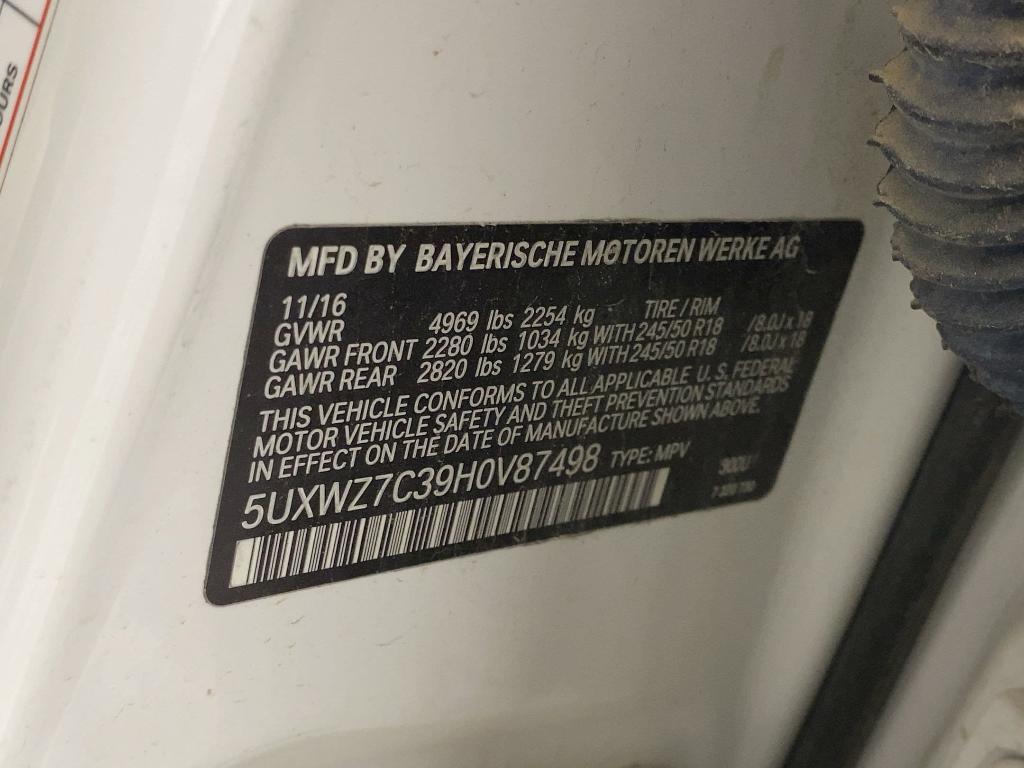 OURS
MFD BY BAYERISCHE MOTOREN WERKE AG
11/16
GVWR 4969 lbs 2254 kg TIRE / RIM
GAWR FRONT 2280 lbs 1034 kg WITH 245/50 R18 /8.0J x 18
GAWR REAR 2820 lbs 1279 kg WITH 245/50 R18 /8.0J x 18
THIS VEHICLE CONFORMS TO ALL APPLICABLE U.S. FEDERAL
MOTOR VEHICLE SAFETY AND THEFT PREVENTION STANDARDS
IN EFFECT ON THE DATE OF MANUFACTURE SHOWN ABOVE.
5UXWZ7C39H0V87498 TYPE: MPV